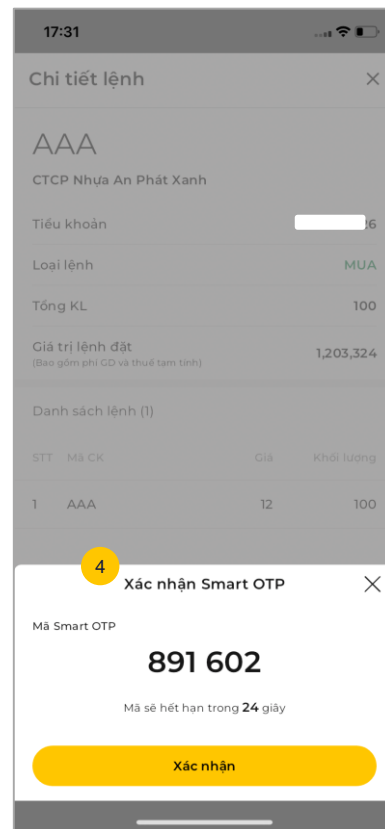 17:31
Chi tiết lệnh
AAA
CTCP Nhựa An Phát Xanh
Tiểu khoản 26
Loại lệnh MUA
Tổng KL 100
Giá trị lệnh đặt 1,203,324
(Bao gồm phí GD và thuế tạm tính)
Danh sách lệnh (1)
STT Mã CK Giá Khối lượng
1 AAA 12 100
4
Xác nhận Smart OTP
Mã Smart OTP
891 602
Mã sẽ hết hạn trong 24 giây
Xác nhận